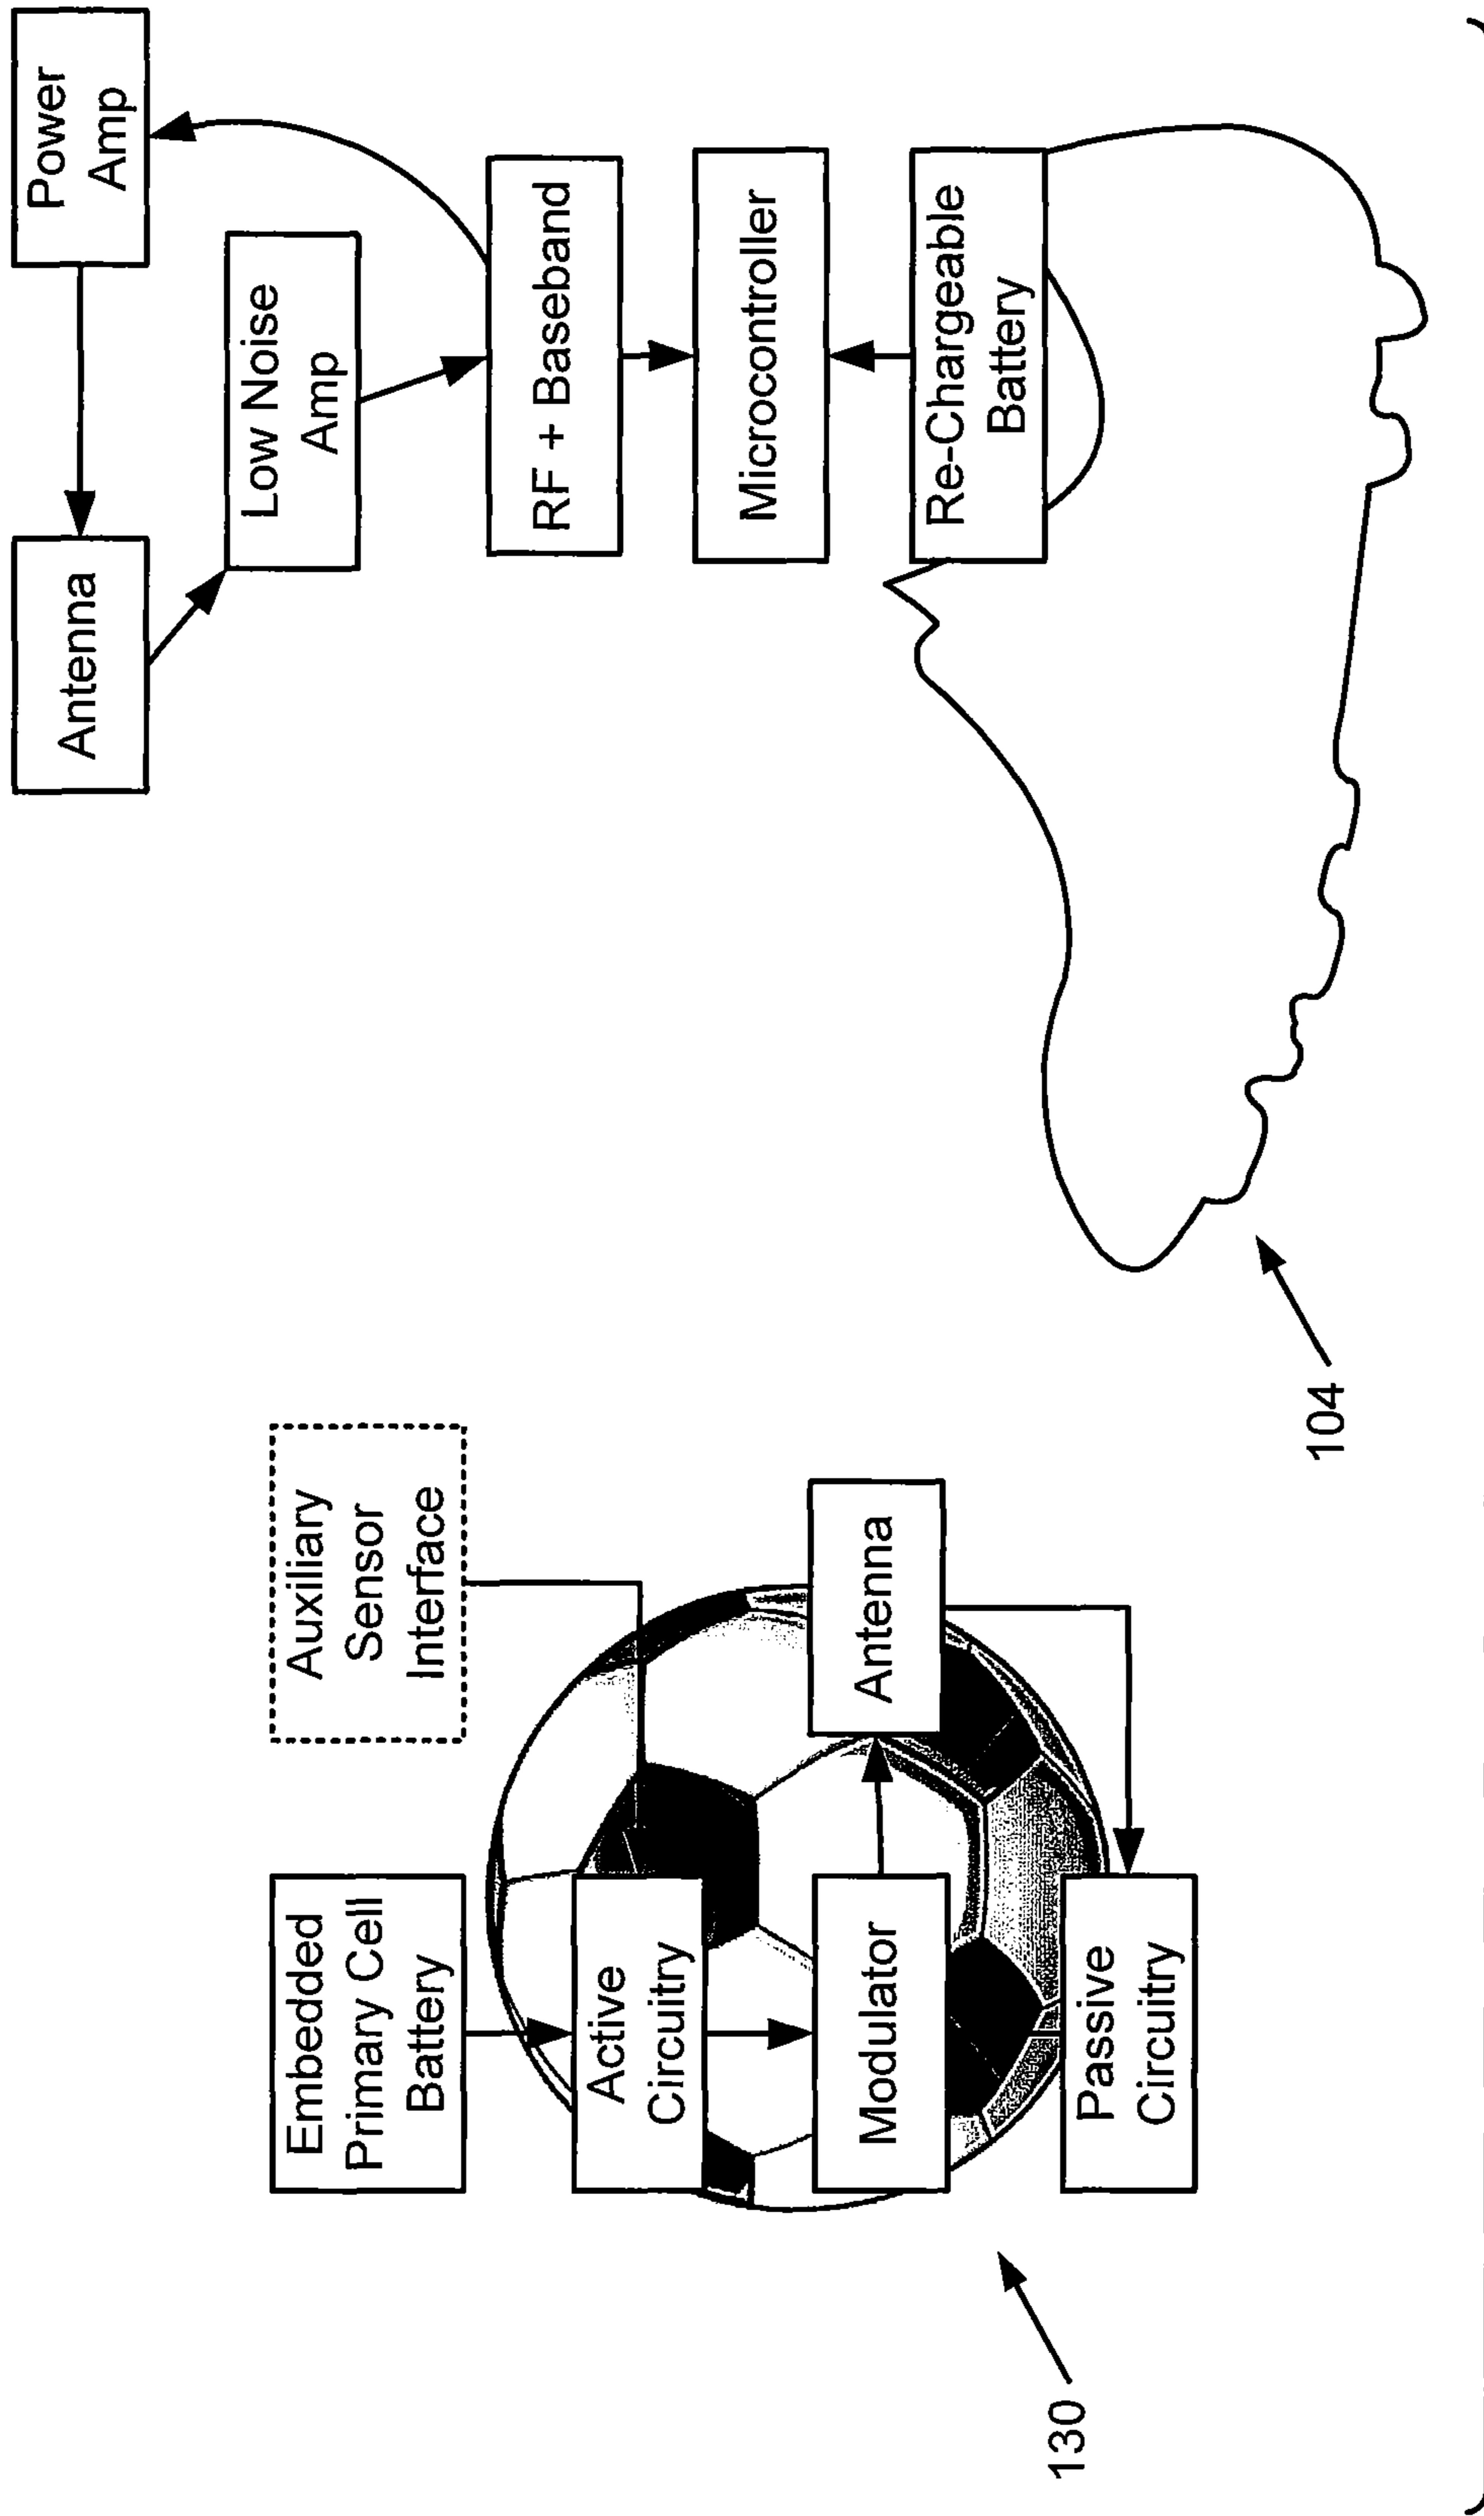 Embedded
Primary Cell
Battery
Auxiliary
Sensor
Interface
Active
Circuitry
Modulator
Antenna
Passive
Circuitry
130
Antenna
Power
Amp
Low Noise
Amp
RF + Baseband
Microcontroller
Re-Chargeable
Battery
104